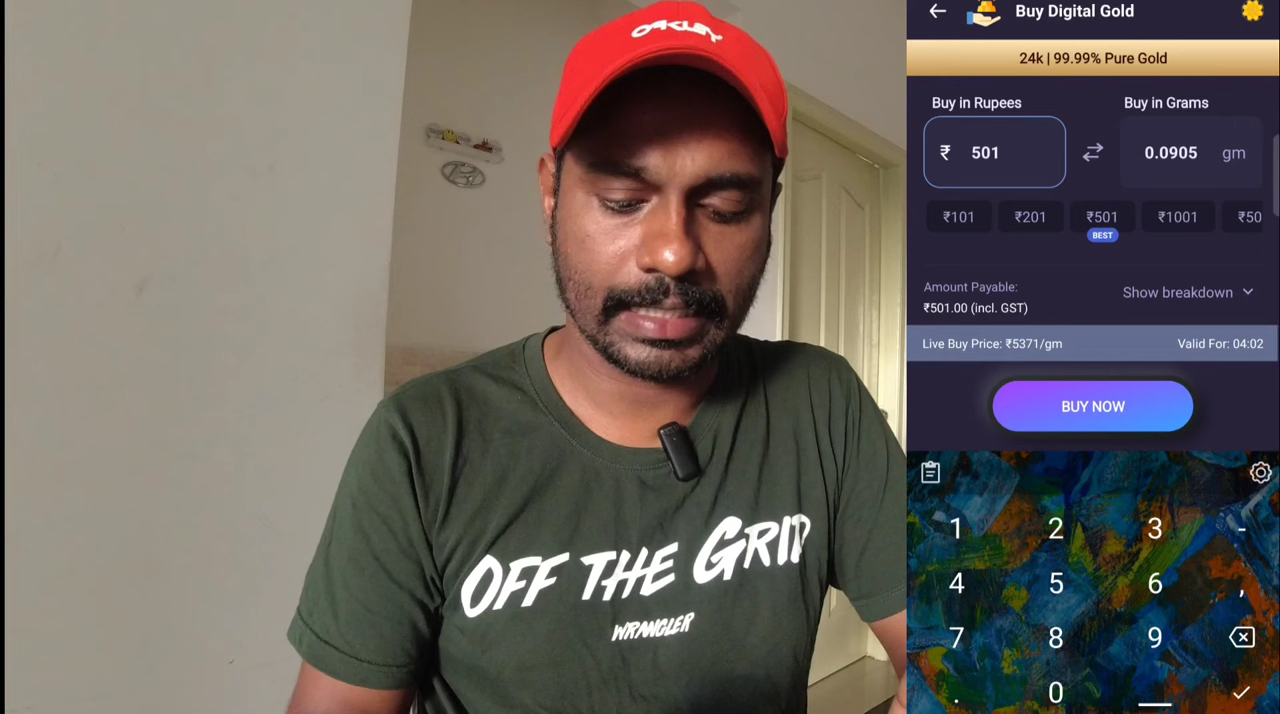 OAKLEY
OFF THE GRID
WRANGLER
Buy Digital Gold
24k | 99.99% Pure Gold
Buy in Rupees
Buy in Grams
₹ 501
0.0905 gm
₹101
₹201
₹501
₹1001
₹50
BEST
Amount Payable:
Show breakdown
₹501.00 (incl. GST)
Live Buy Price: ₹5371/gm
Valid For: 04:02
BUY NOW
1 2 3 -
4 5 6 ,
7 8 9
. 0